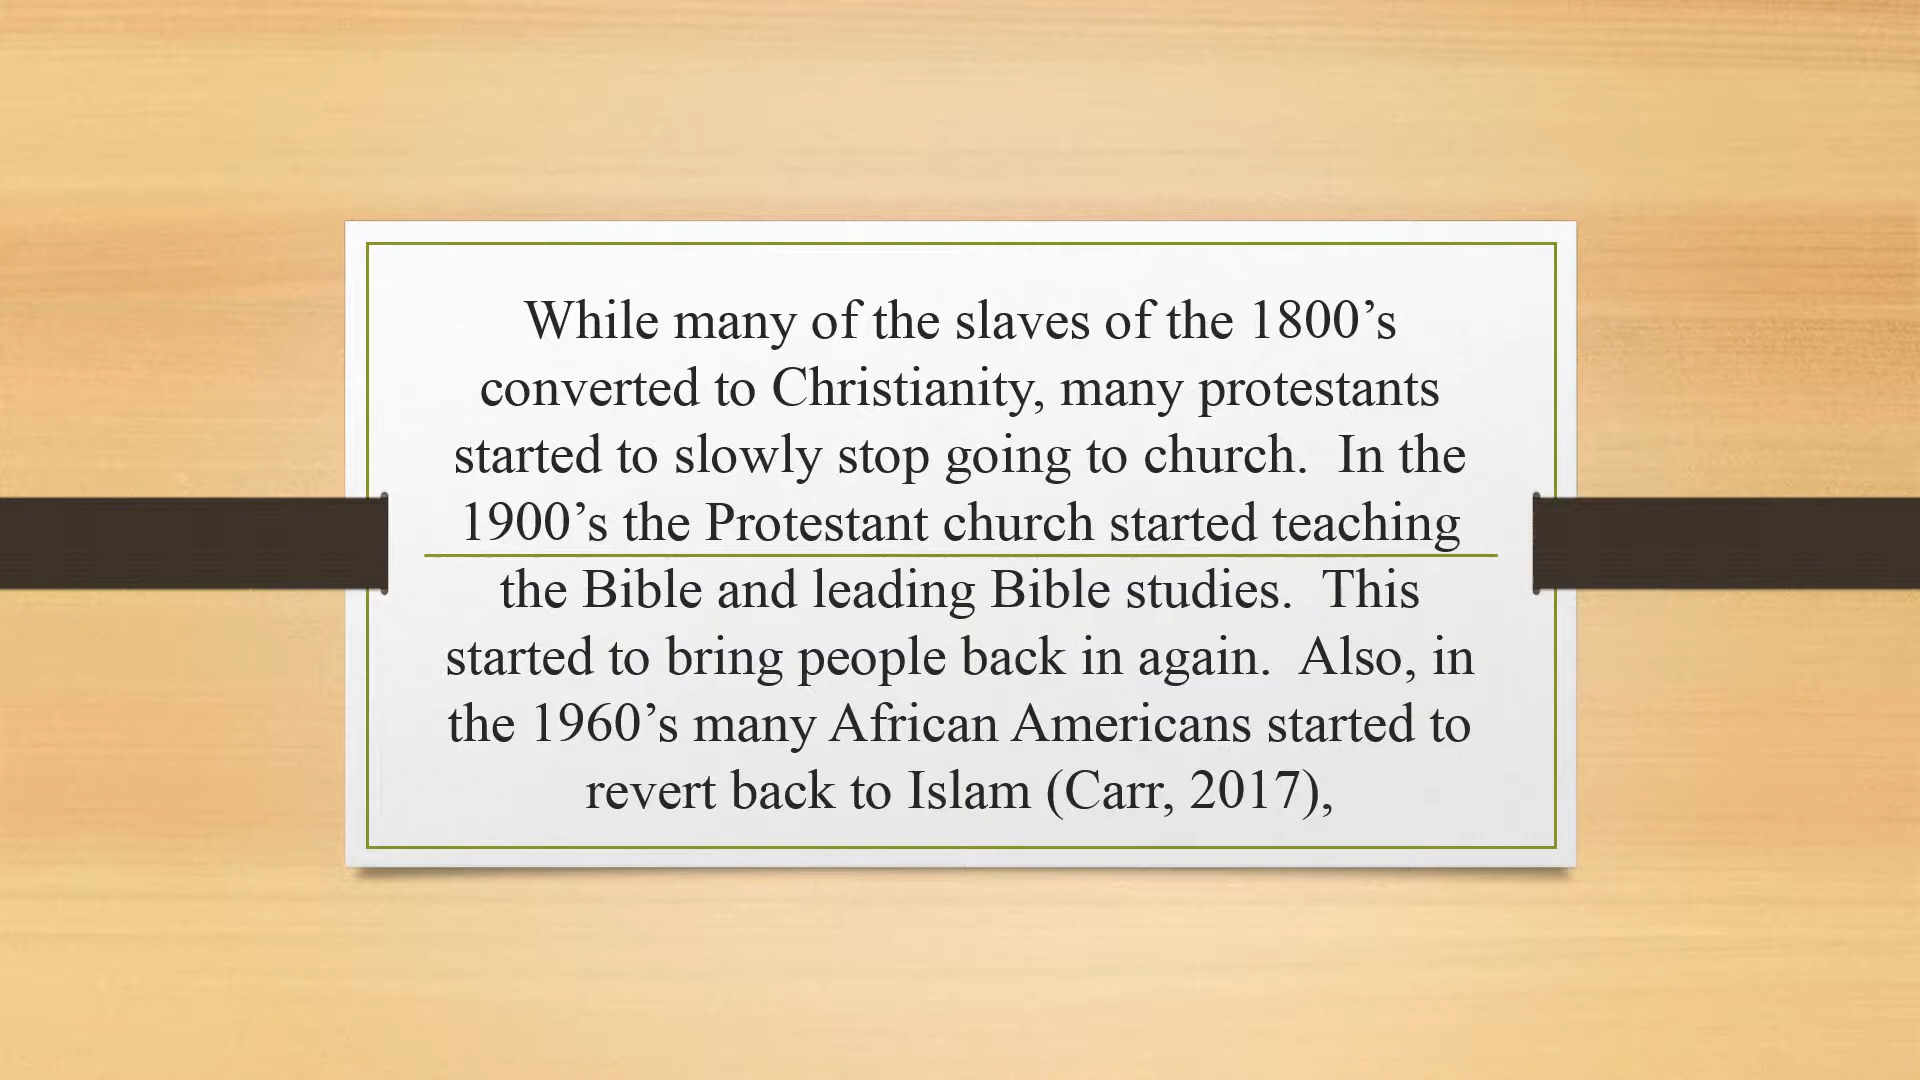 While many of the slaves of the 1800’s
converted to Christianity, many protestants
started to slowly stop going to church.  In the
1900’s the Protestant church started teaching
the Bible and leading Bible studies.  This
started to bring people back in again.  Also, in
the 1960’s many African Americans started to
revert back to Islam (Carr, 2017),